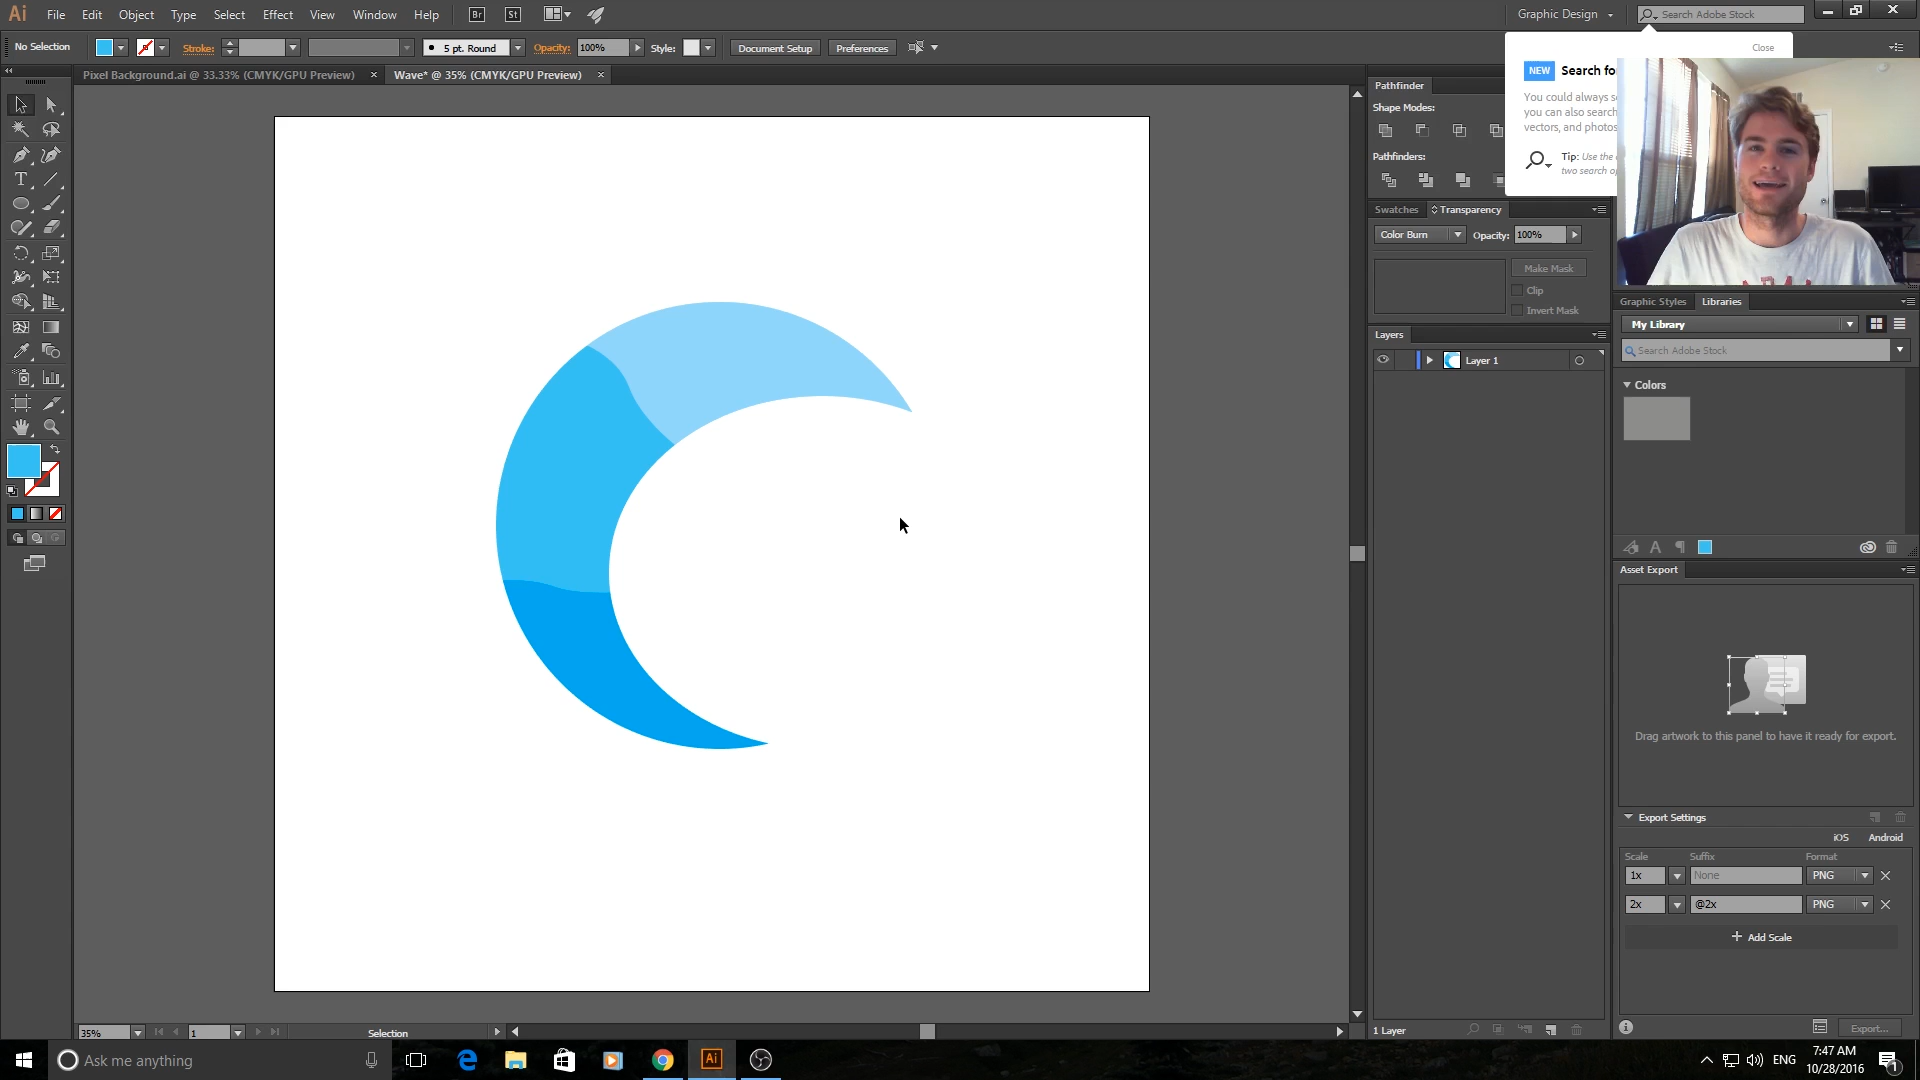 Ai File Edit Object Type Select Effect View Window Help Br St Graphic Design Search Adobe Stock
No Selection Stroke: 5 pt. Round Opacity: 100% Style: Document Setup Preferences Close
Pixel Background.ai @ 33.33% (CMYK/GPU Preview) × Wave* @ 35% (CMYK/GPU Preview) ×
NEW Search fo
You could always s
you can also search
vectors, and photos
Tip: Use the
two search o
Pathfinder
Shape Modes:
Pathfinders:
Swatches Transparency
Color Burn Opacity: 100%
Make Mask
Clip
Invert Mask
Layers
Layer 1
Graphic Styles Libraries
My Library
Search Adobe Stock
Colors
Asset Export
Drag artwork to this panel to have it ready for export.
Export Settings
iOS Android
Scale Suffix Format
1x None PNG
2x @2x PNG
+ Add Scale
35% 1 Selection 1 Layer Export...
Ask me anything Ai ENG 7:47 AM
10/28/2016 1